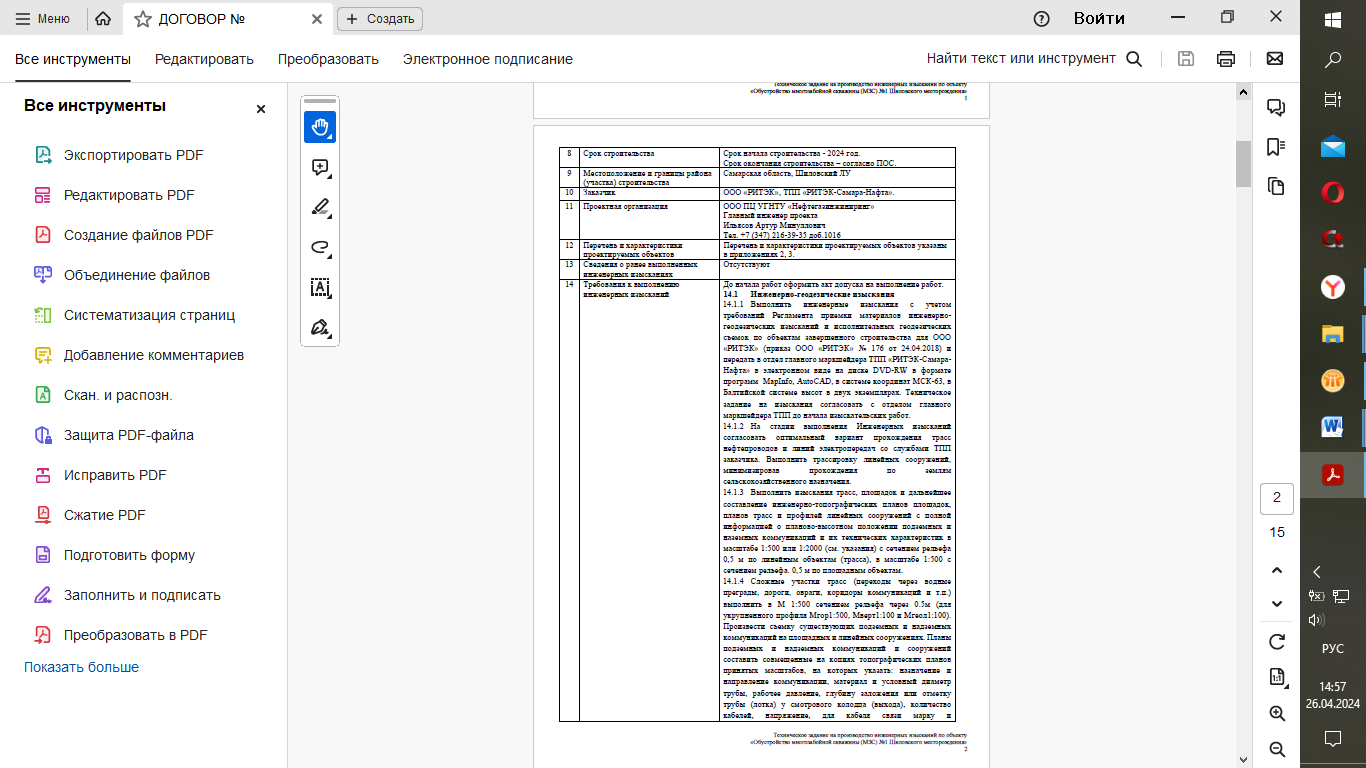 Меню
ДОГОВОР №
Создать
Войти
Все инструменты
Редактировать
Преобразовать
Электронное подписание
Найти текст или инструмент
Все инструменты
Экспортировать PDF
Редактировать PDF
Создание файлов PDF
Объединение файлов
Систематизация страниц
Добавление комментариев
Скан. и распозн.
Защита PDF-файла
Исправить PDF
Сжатие PDF
Подготовить форму
Заполнить и подписать
Преобразовать в PDF
Показать больше
Техническое задание на производство инженерных изысканий по объекту
«Обустройство многозабойной скважины (МЗС) №1 Шиловского месторождения»
1
8 Срок строительства Срок начала строительства - 2024 год.
Срок окончания строительства – согласно ПОС.
9 Местоположение и границы района Самарская область, Шиловский ЛУ
(участка) строительства
10 Заказчик ООО «РИТЭК», ТПП «РИТЭК-Самара-Нафта».
11 Проектная организация ООО ПЦ УГНТУ «Нефтегазинжиниринг»
Главный инженер проекта
Ильясов Артур Минуллович
Тел. +7 (347) 216-39-35 доб.1016
12 Перечень и характеристики Перечень и характеристики проектируемых объектов указаны
проектируемых объектов в приложениях 2, 3.
13 Сведения о ранее выполненных Отсутствуют
инженерных изысканиях
14 Требования к выполнению До начала работ оформить акт допуска на выполнение работ.
инженерных изысканий 14.1 Инженерно-геодезические изыскания
14.1.1 Выполнить инженерные изыскания с учетом
требований Регламента приемки материалов инженерно-
геодезических изысканий и исполнительных геодезических
съемок по объектам завершенного строительства для ООО
«РИТЭК» (приказ ООО «РИТЭК» № 176 от 24.04.2018) и
передать в отдел главного маркшейдера ТПП «РИТЭК-Самара-
Нафта» в электронном виде на диске DVD-RW в формате
программ MapInfo, AutoCAD, в системе координат МСК-63, в
Балтийской системе высот в двух экземплярах. Техническое
задание на изыскания согласовать с отделом главного
маркшейдера ТПП до начала изыскательских работ.
14.1.2 На стадии выполнения Инженерных изысканий
согласовать оптимальный вариант прохождения трасс
нефтепроводов и линий электропередач со службами ТПП
заказчика. Выполнить трассировку линейных сооружений,
минимизировав прохождения по землям
сельскохозяйственного назначения.
14.1.3 Выполнить изыскания трасс, площадок и дальнейшее
составление инженерно-топографических планов площадок,
планов трасс и профилей линейных сооружений с полной
информацией о планово-высотном положении подземных и
наземных коммуникаций и их технических характеристик в
масштабе 1:500 или 1:2000 (см. указания) с сечением рельефа
0,5 м по линейным объектам (трасса), в масштабе 1:500 с
сечением рельефа. 0,5 м по площадным объектам.
14.1.4 Сложные участки трасс (переходы через водные
преграды, дороги, овраги, коридоры коммуникаций и т.п.)
выполнить в М 1:500 сечением рельефа через 0.5м (для
укрупненного профиля Мгор1:500, Мверт1:100 и Мгеол1:100).
Произвести съемку существующих подземных и надземных
коммуникаций на площадных и линейных сооружениях. Планы
подземных и надземных коммуникаций и сооружений
составить совмещенные на копиях топографических планов
принятых масштабов, на которых указать: назначение и
направление коммуникации, материал и условный диаметр
трубы, рабочее давление, глубину заложения или отметку
трубы (лотка) у смотрового колодца (выхода), количество
кабелей, напряжение, для кабеля связи марку и
Техническое задание на производство инженерных изысканий по объекту
«Обустройство многозабойной скважины (МЗС) №1 Шиловского месторождения»
2
2
15
1:1
РУС
14:57
26.04.2024